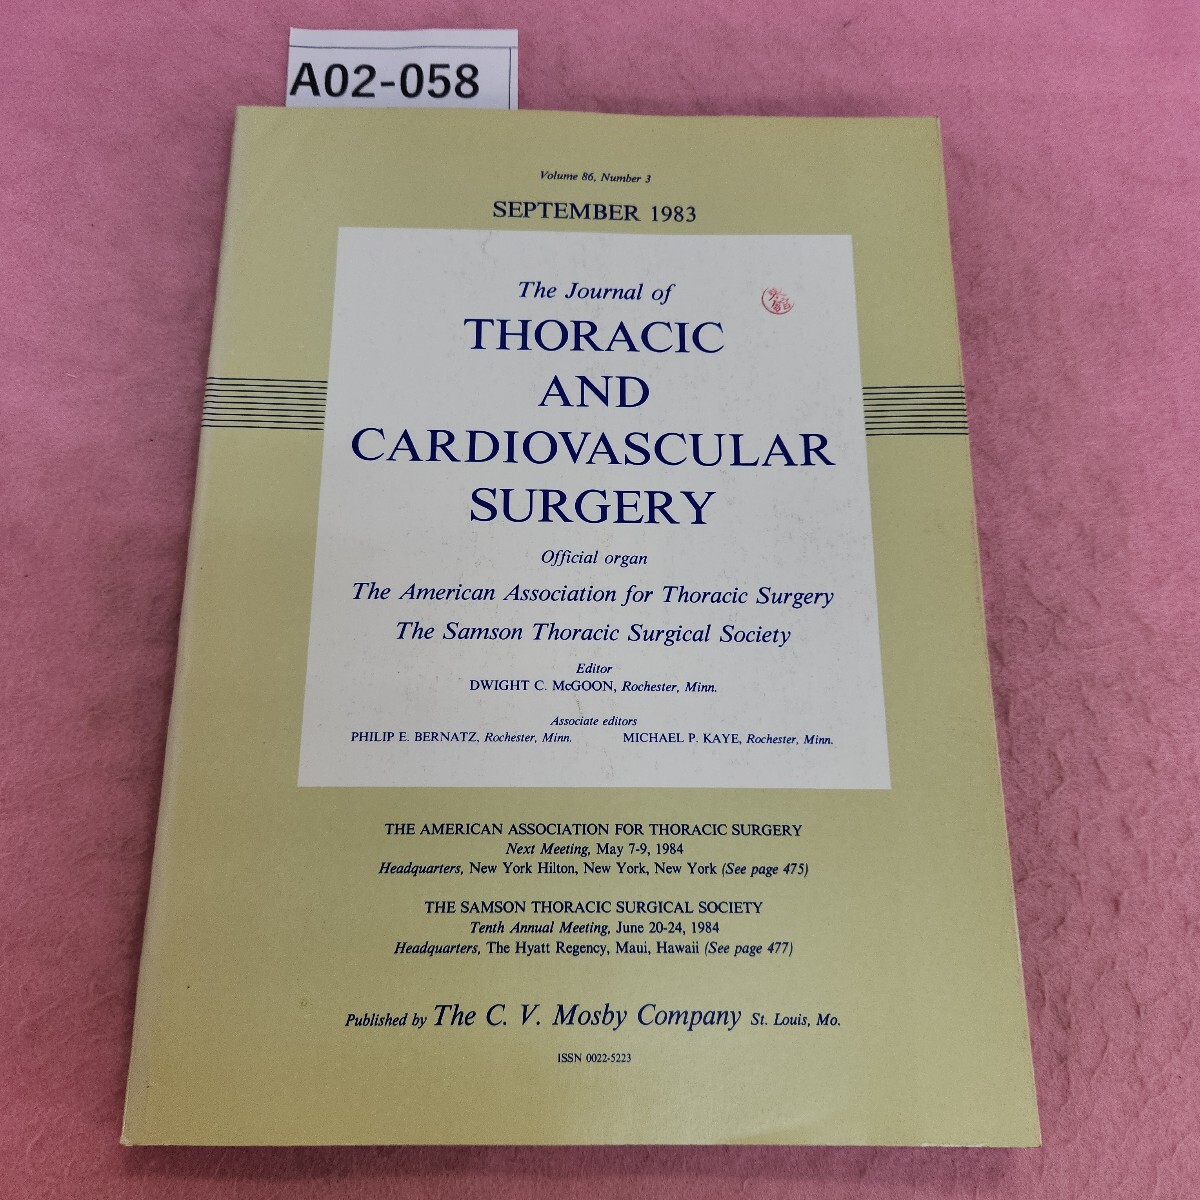 A02-058
Volume 86, Number 3
SEPTEMBER 1983
The Journal of
THORACIC
AND
CARDIOVASCULAR
SURGERY
Official organ
The American Association for Thoracic Surgery
The Samson Thoracic Surgical Society
Editor
DWIGHT C. McGOON, Rochester, Minn.
Associate editors
PHILIP E. BERNATZ, Rochester, Minn. MICHAEL P. KAYE, Rochester, Minn.
THE AMERICAN ASSOCIATION FOR THORACIC SURGERY
Next Meeting, May 7-9, 1984
Headquarters, New York Hilton, New York, New York (See page 475)
THE SAMSON THORACIC SURGICAL SOCIETY
Tenth Annual Meeting, June 20-24, 1984
Headquarters, The Hyatt Regency, Maui, Hawaii (See page 477)
Published by The C. V. Mosby Company St. Louis, Mo.
ISSN 0022-5223